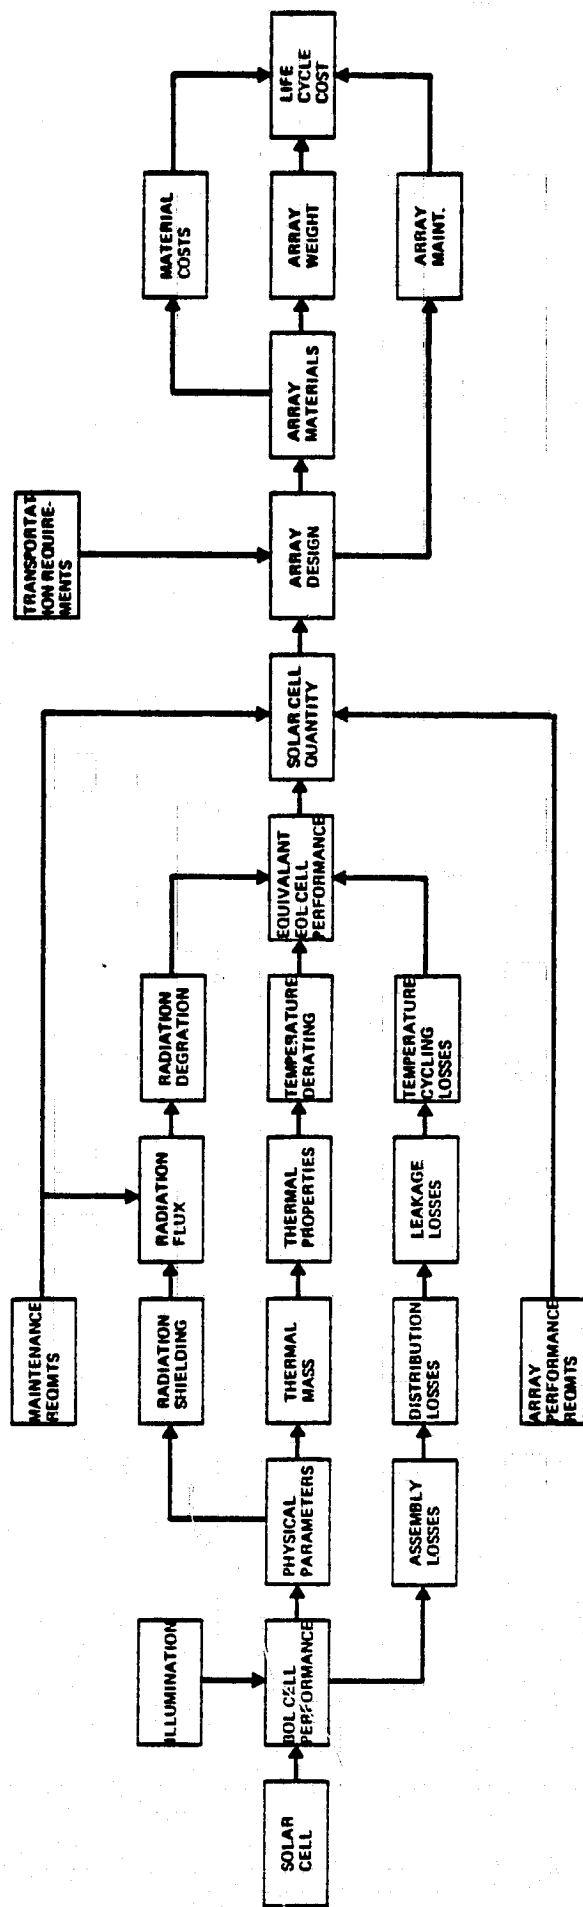 SOLAR
CELL
ILLUMINATION
BOL CELL
PERFORMANCE
PHYSICAL
PARAMETERS
ASSEMBLY
LOSSES
MAINTENANCE
REQMTS
RADIATION
SHIELDING
THERMAL
MASS
DISTRIBUTION
LOSSES
ARRAY
PERFORMANCE
REQMTS
RADIATION
FLUX
THERMAL
PROPERTIES
LEAKAGE
LOSSES
RADIATION
DEGRATION
TEMPERATURE
DERATING
TEMPERATURE
CYCLING
LOSSES
EQUIVALANT
EOL CELL
PERFORMANCE
SOLAR CELL
QUANTITY
TRANSPORTAT
ION REQUIRE-
MENTS
ARRAY
DESIGN
ARRAY
MATERIALS
MATERIAL
COSTS
ARRAY
WEIGHT
ARRAY
MAINT.
LIFE
CYCLE
COST